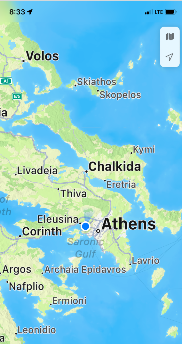 8:33
LTE
Volos
Skiathos
Skopelos
Kymi
Chalkida
Livadeia
Eretria
Thiva
Eleusina
Athens
Corinth
Saronic
Gulf
Lavrio
Argos
Archaia Epidavros
Nafplio
Ermioni
Leonidio